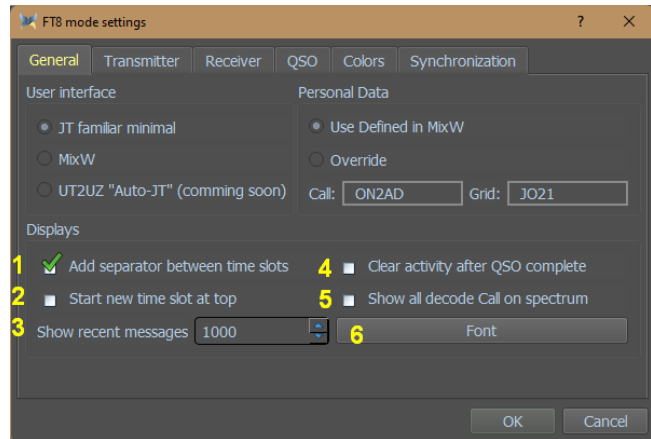 FT8 mode settings ? ×
General Transmitter Receiver QSO Colors Synchronization
User interface
JT familiar minimal
MixW
UT2UZ "Auto-JT" (comming soon)
Personal Data
Use Defined in MixW
Override
Call: ON2AD Grid: JO21
Displays
1 Add separator between time slots
2 Start new time slot at top
3 Show recent messages 1000
4 Clear activity after QSO complete
5 Show all decode Call on spectrum
6 Font
OK Cancel